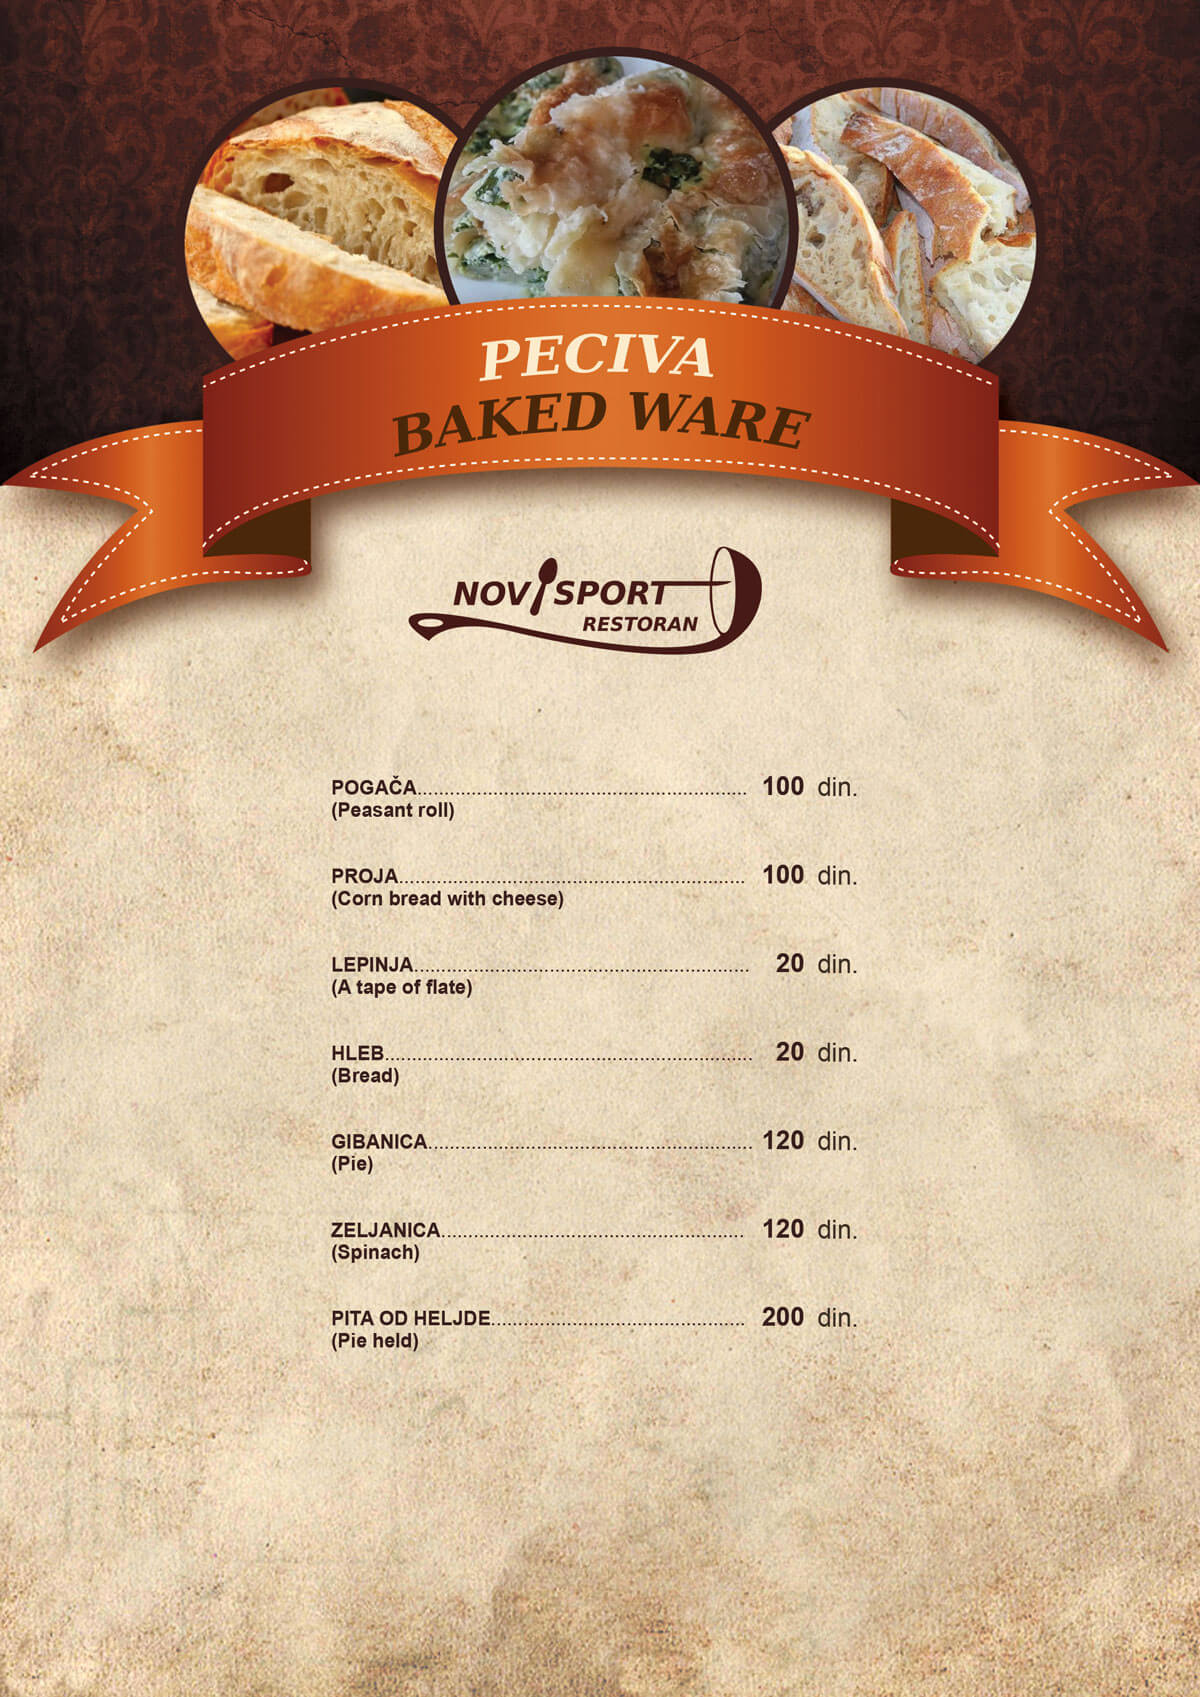 PECIVA
BAKED WARE
NOVI SPORT
RESTORAN
POGAČA............................................................... 100 din.
(Peasant roll)
PROJA.................................................................. 100 din.
(Corn bread with cheese)
LEPINJA................................................................ 20 din.
(A tape of flate)
HLEB...................................................................... 20 din.
(Bread)
GIBANICA.............................................................. 120 din.
(Pie)
ZELJANICA.......................................................... 120 din.
(Spinach)
PITA OD HELJDE................................................ 200 din.
(Pie held)